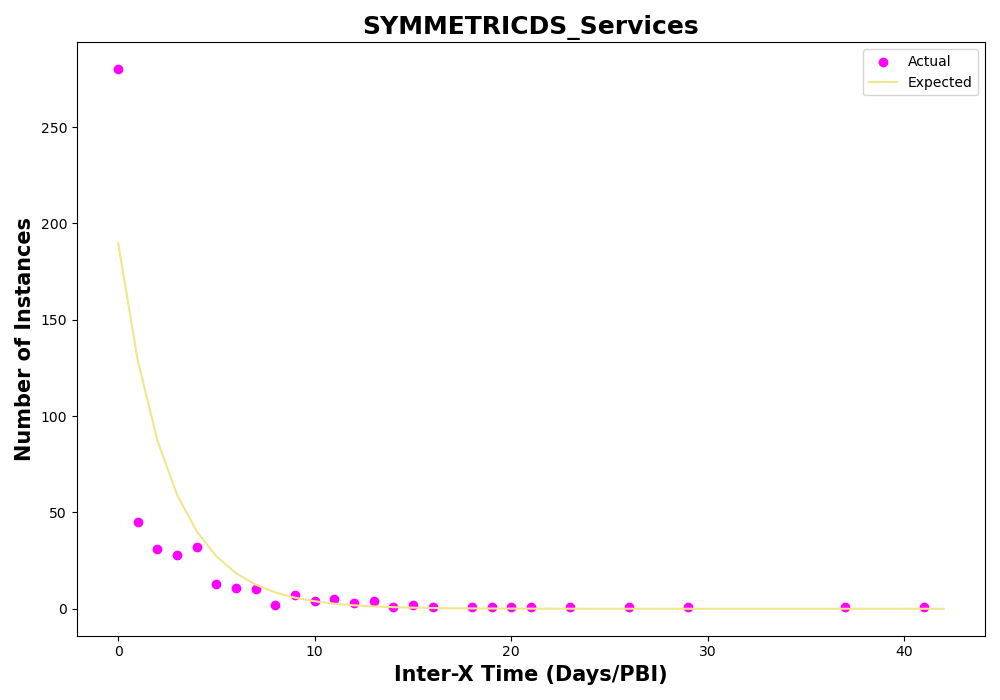 SYMMETRICDS_Services
Actual
Expected
Number of Instances
250
200
150
100
50
0
0 10 20 30 40
Inter-X Time (Days/PBI)